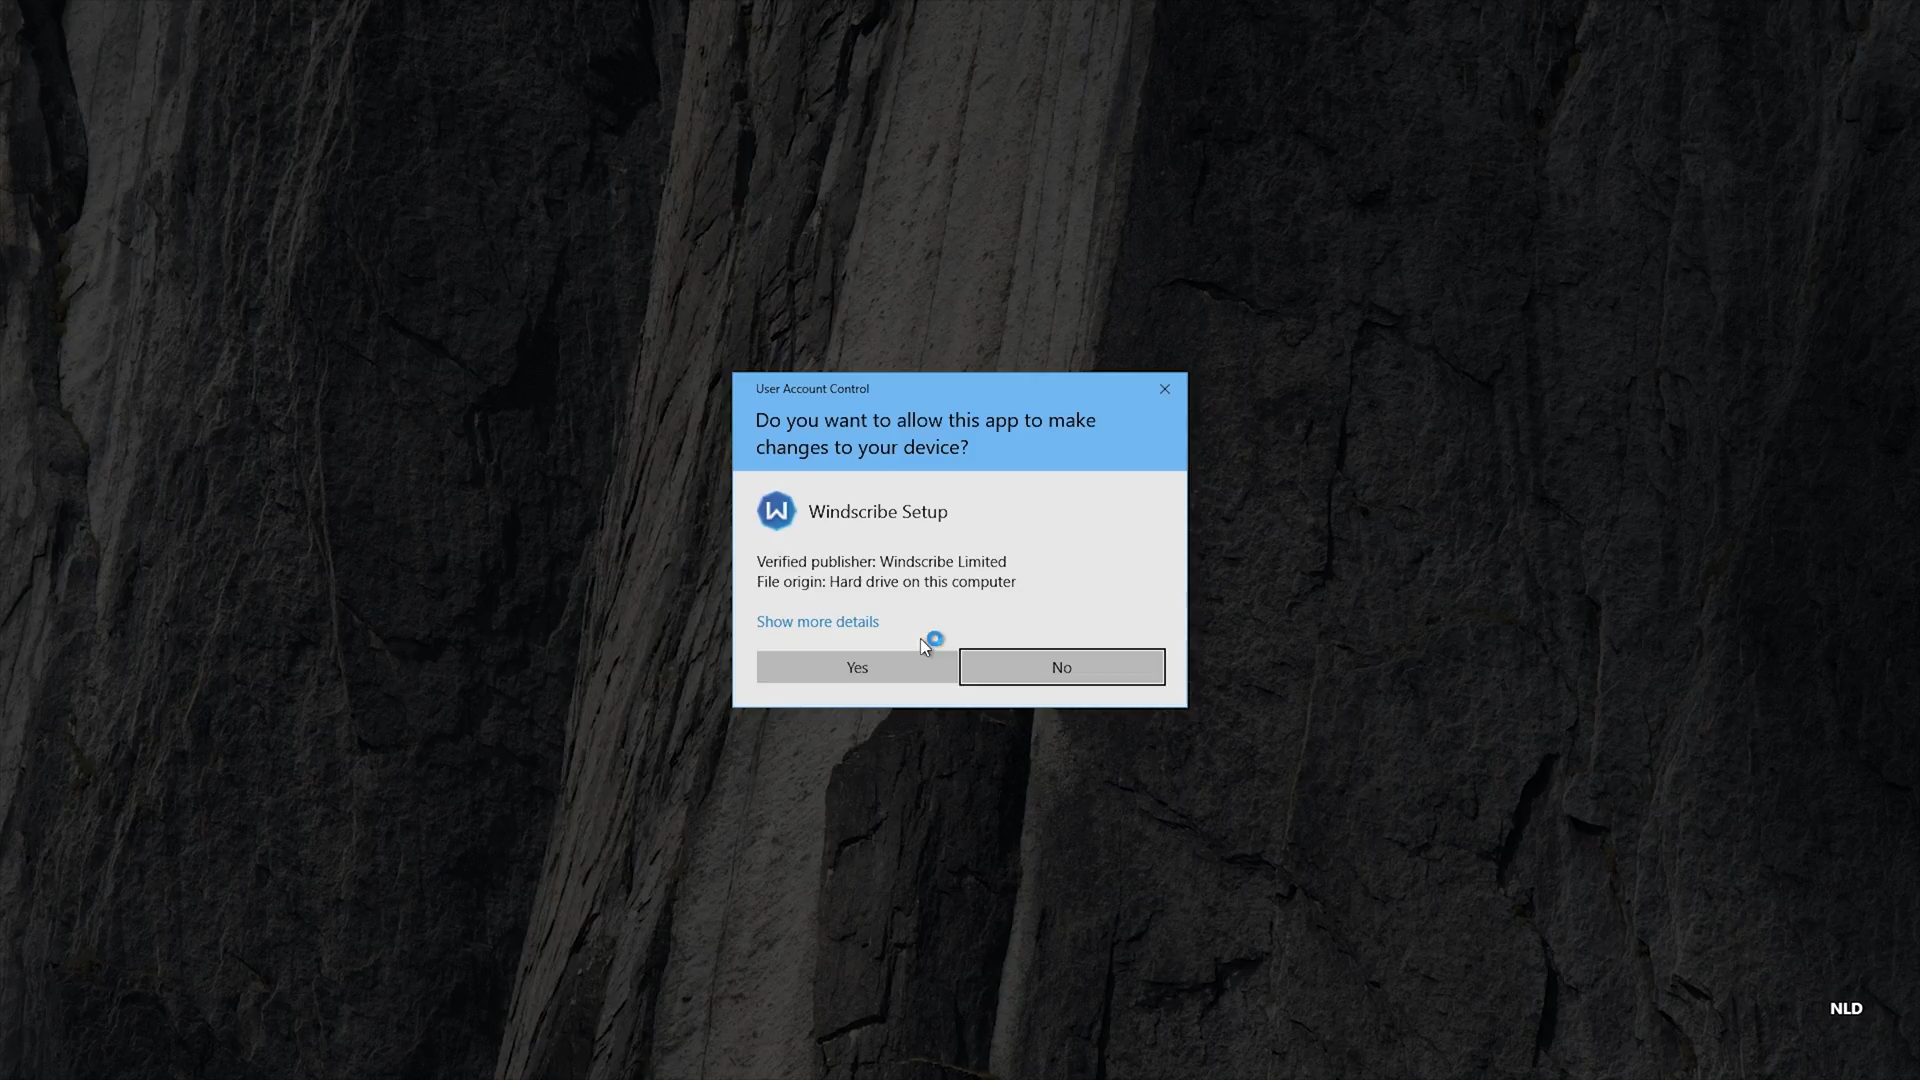 User Account Control
Do you want to allow this app to make
changes to your device?
W
Windscribe Setup
Verified publisher: Windscribe Limited
File origin: Hard drive on this computer
Show more details
Yes
No
NLD